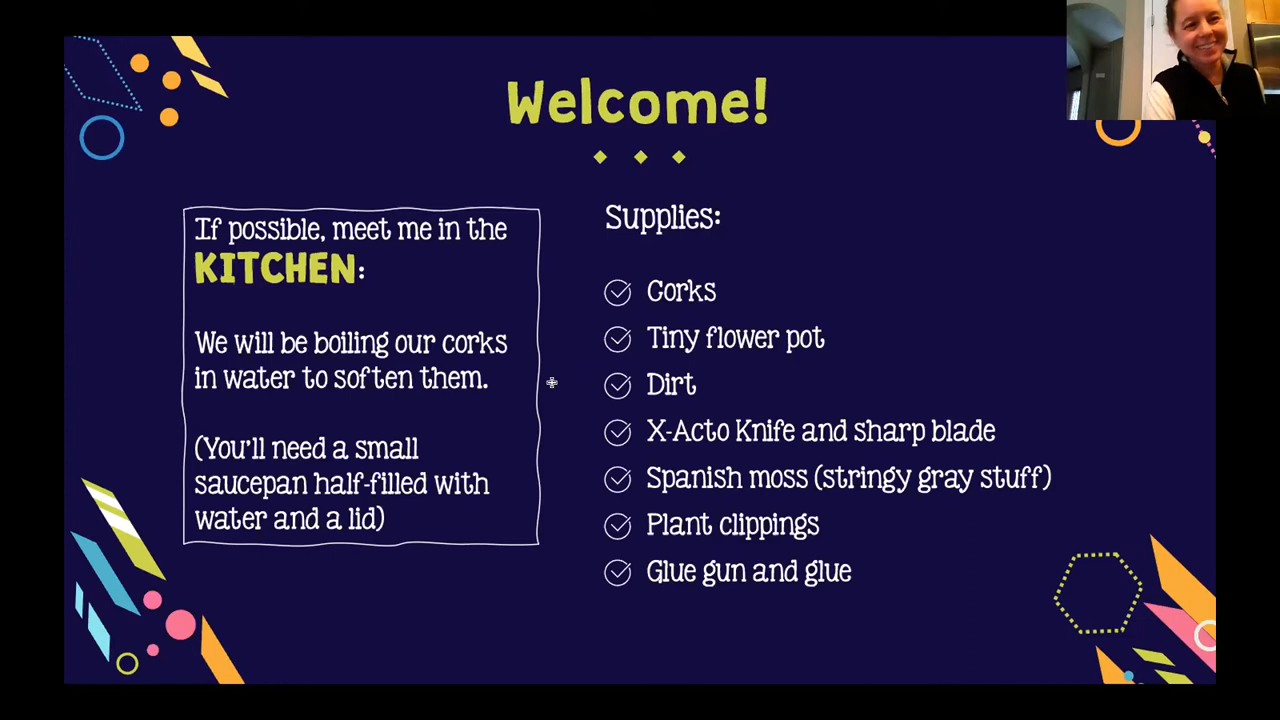 Welcome!
If possible, meet me in the
KITCHEN:
We will be boiling our corks
in water to soften them.
(You'll need a small
saucepan half-filled with
water and a lid)
Supplies:
Corks
Tiny flower pot
Dirt
X-Acto Knife and sharp blade
Spanish moss (stringy gray stuff)
Plant clippings
Glue gun and glue